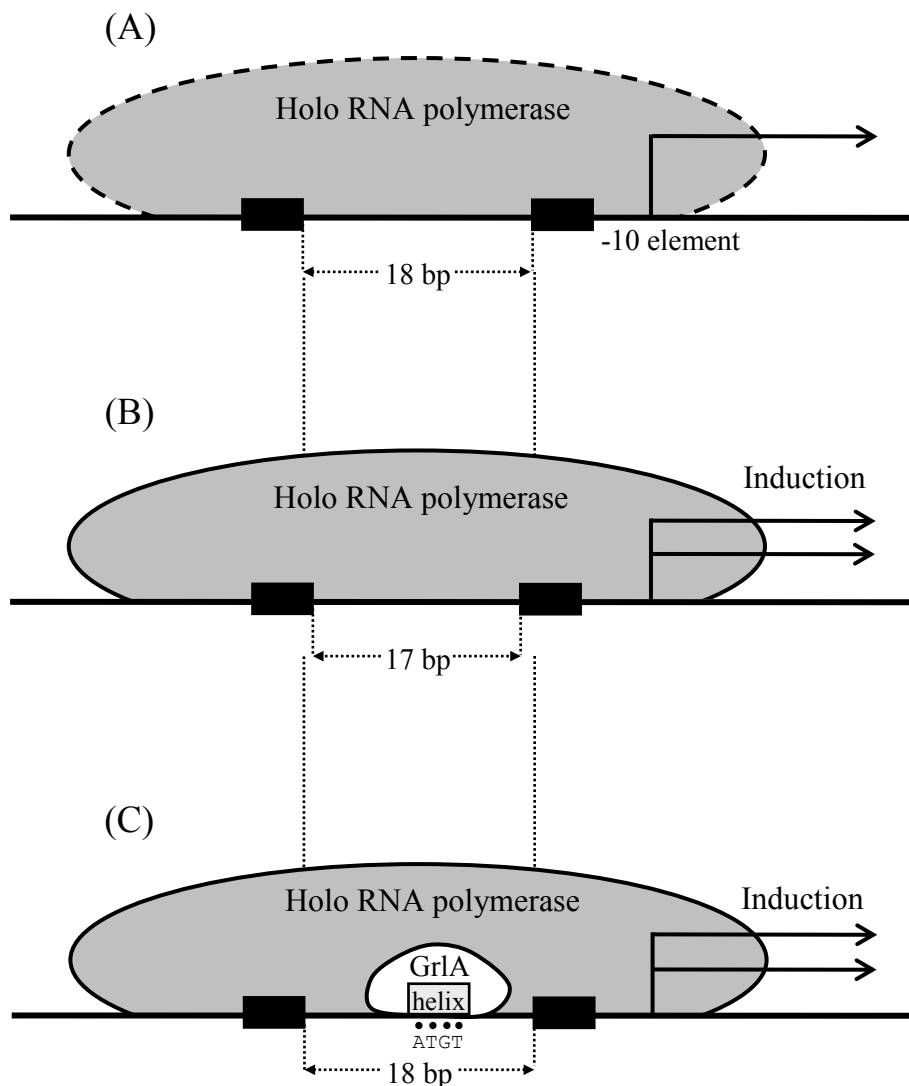 (A)
Holo RNA polymerase
-10 element
18 bp
(B)
Induction
Holo RNA polymerase
17 bp
(C)
Holo RNA polymerase
Induction
GrlA
helix
ATGT
18 bp